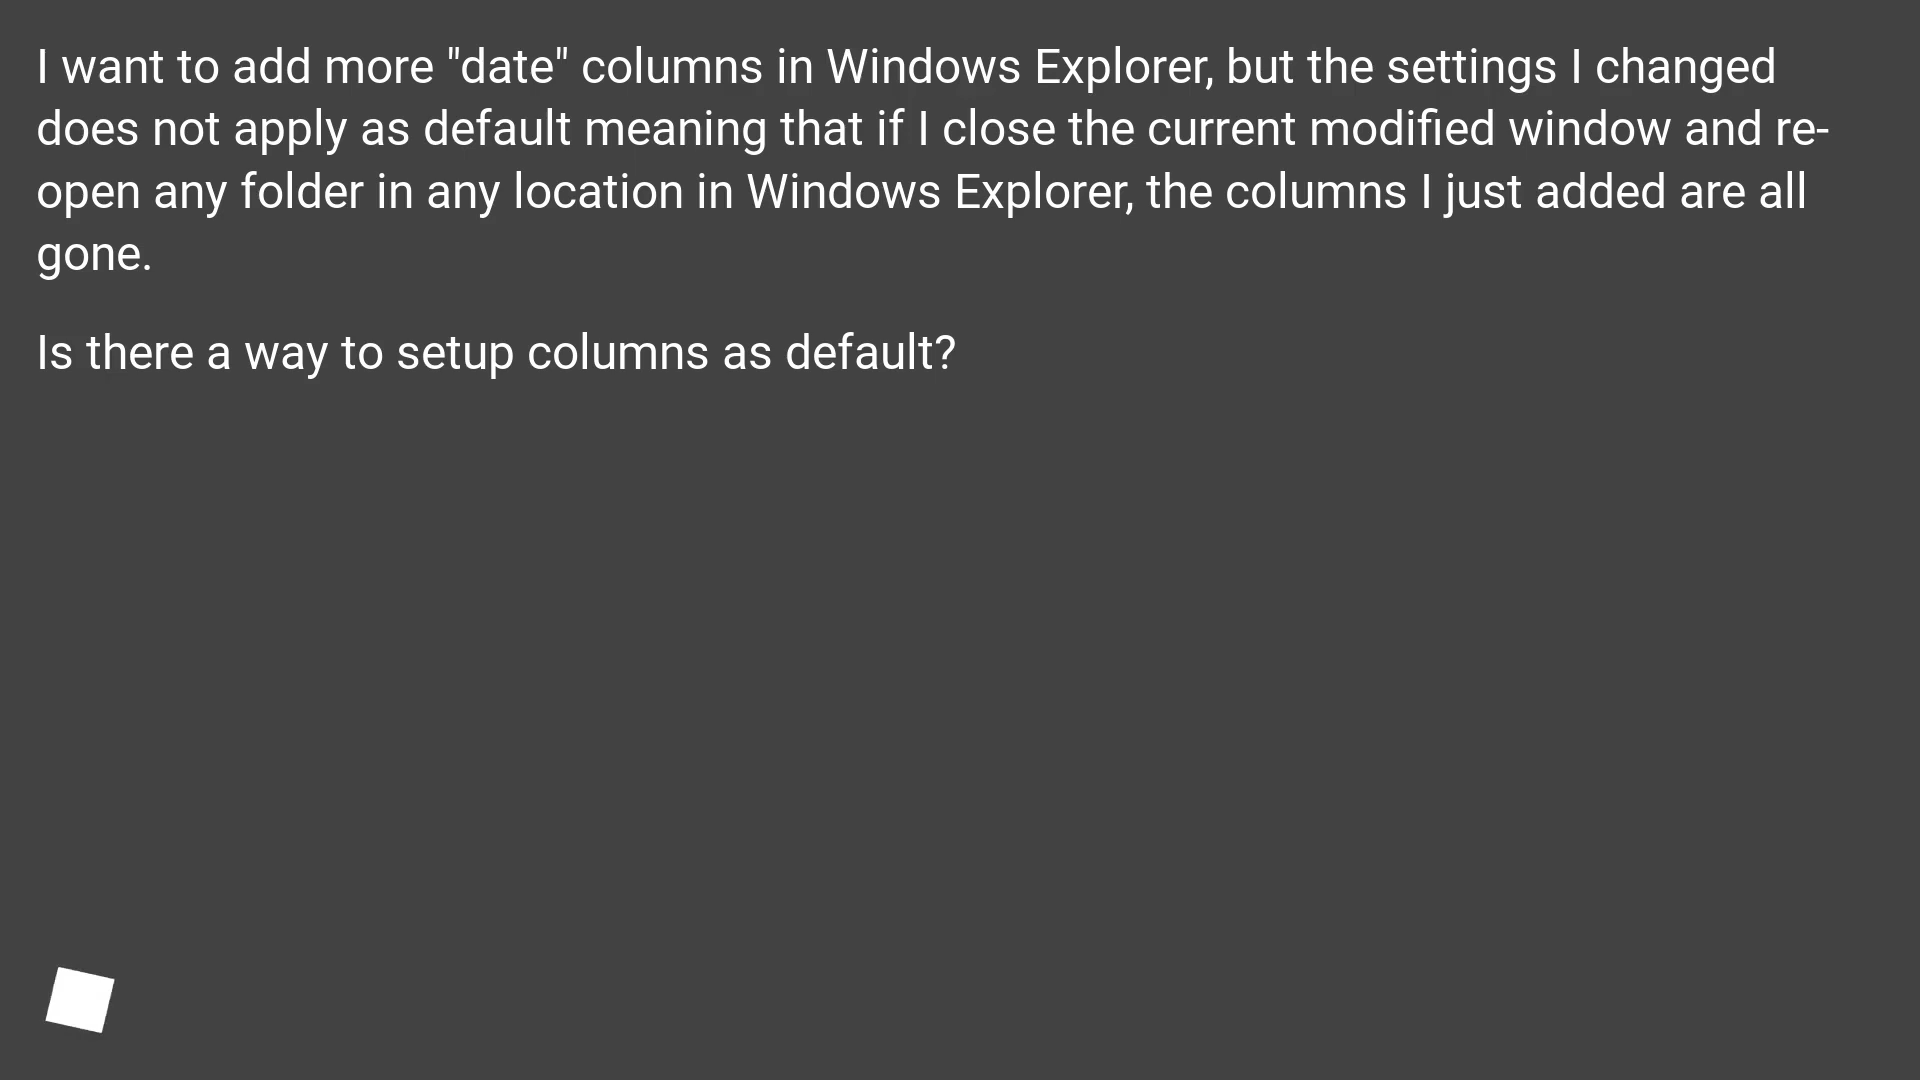 I want to add more "date" columns in Windows Explorer, but the settings I changed
does not apply as default meaning that if I close the current modified window and re-
open any folder in any location in Windows Explorer, the columns I just added are all
gone.
Is there a way to setup columns as default?